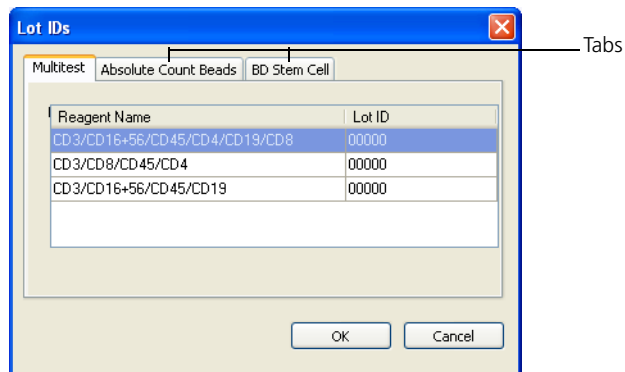 Lot IDs
Tabs
Multitest Absolute Count Beads BD Stem Cell
Reagent Name Lot ID
CD3/CD16+56/CD45/CD4/CD19/CD8 00000
CD3/CD8/CD45/CD4 00000
CD3/CD16+56/CD45/CD19 00000
OK Cancel